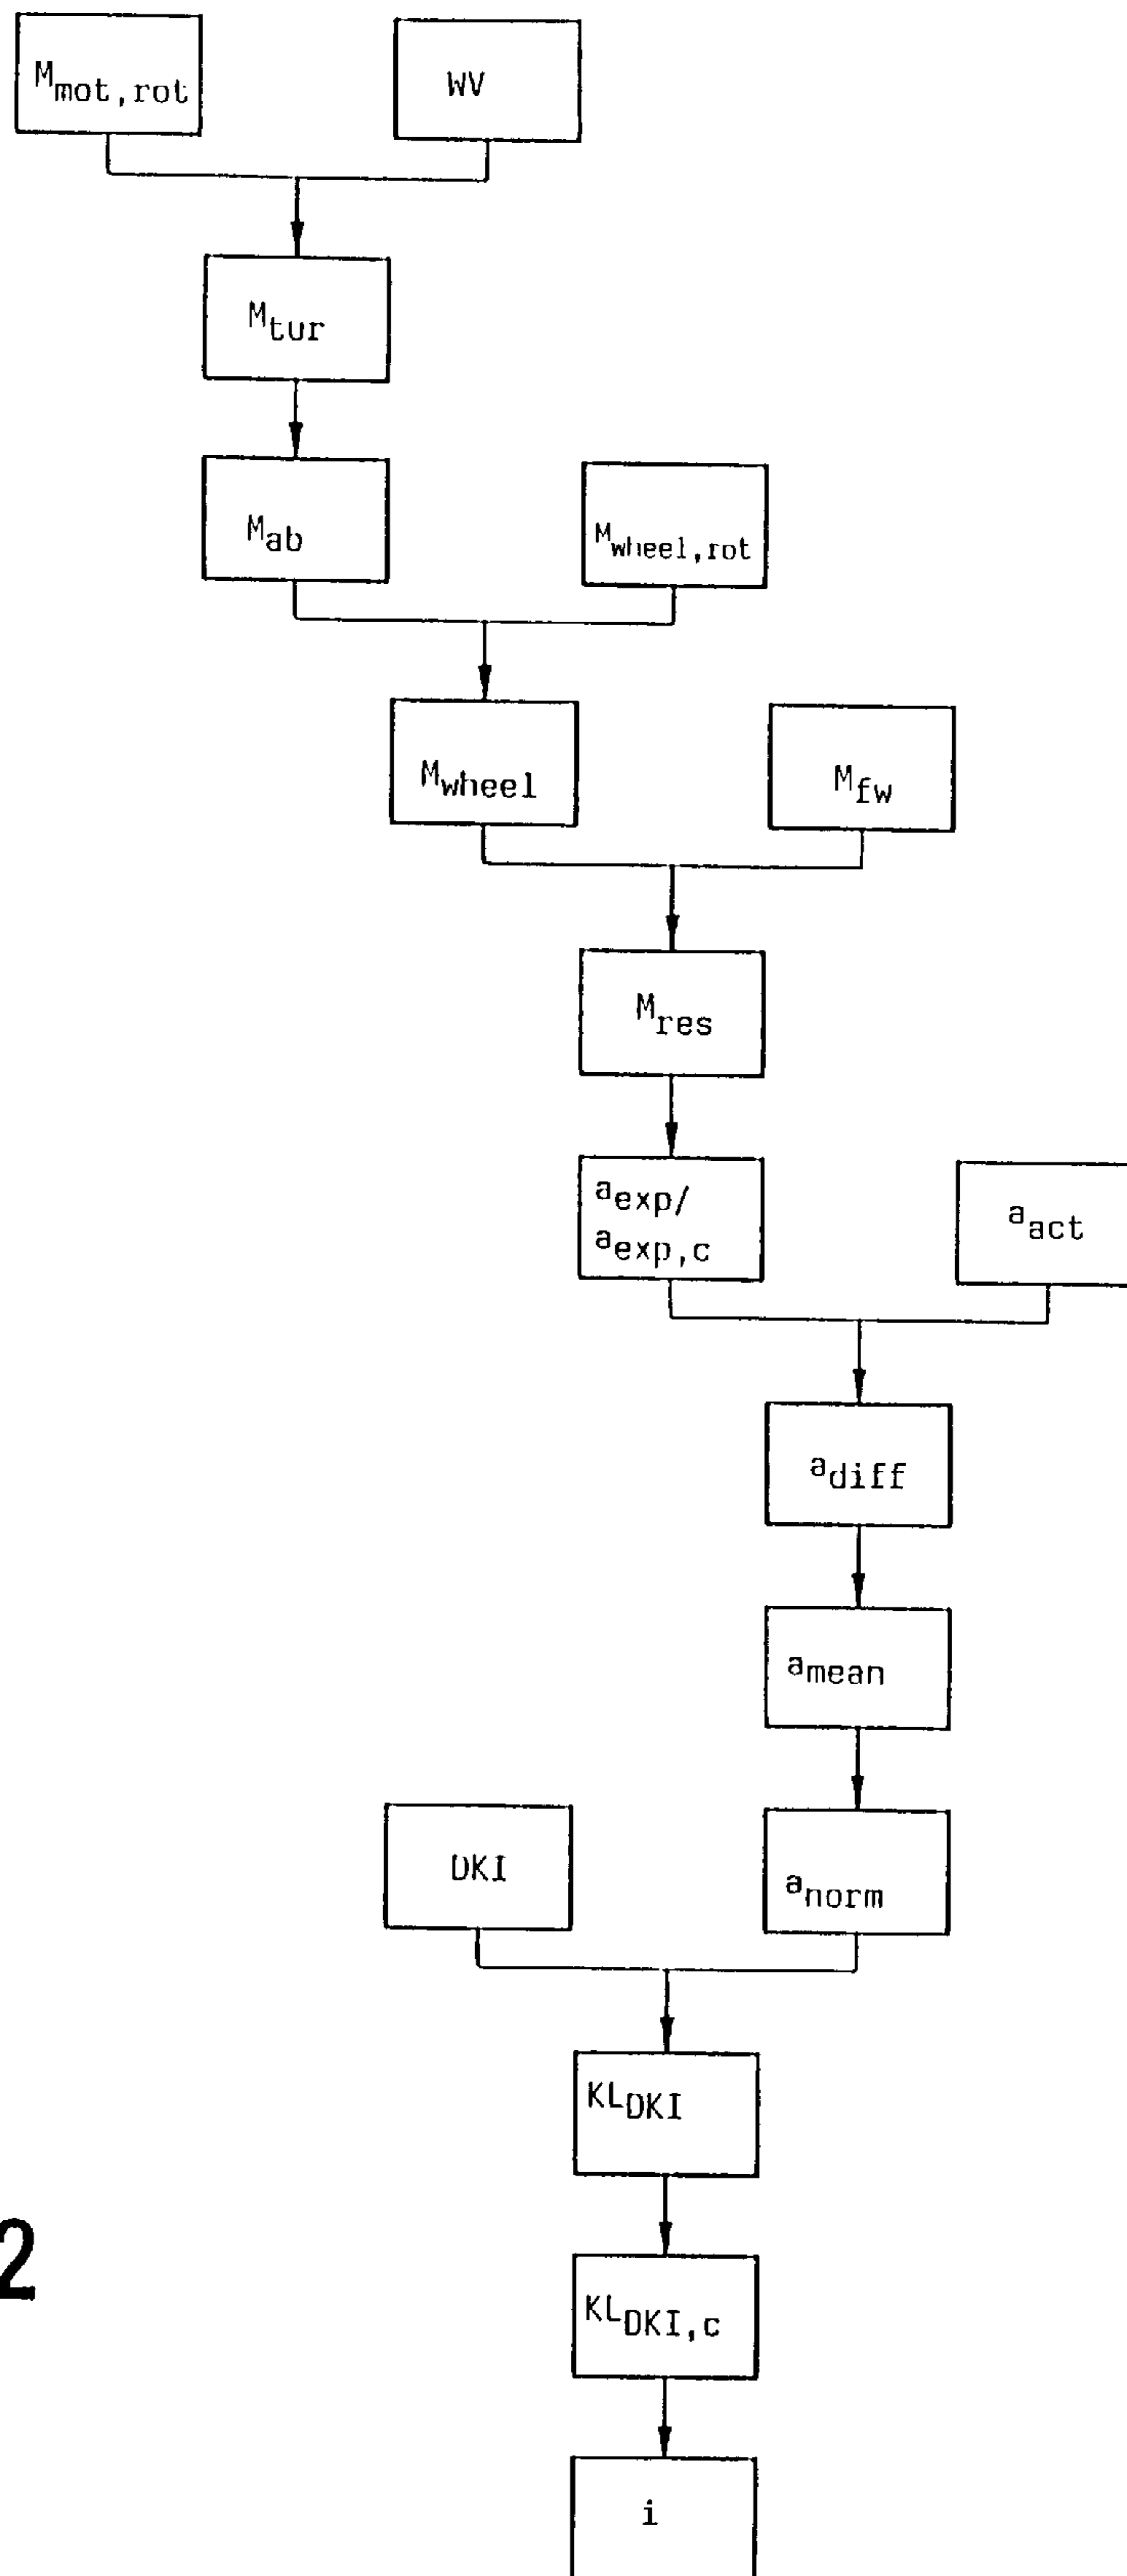 Mmot,rot
WV
Mtur
Mab
Mwheel,rot
Mwheel
Mfw
Mres
aexp/
aexp,c
aact
adiff
amean
DKI
anorm
KLDKI
KLDKI,c
2
i